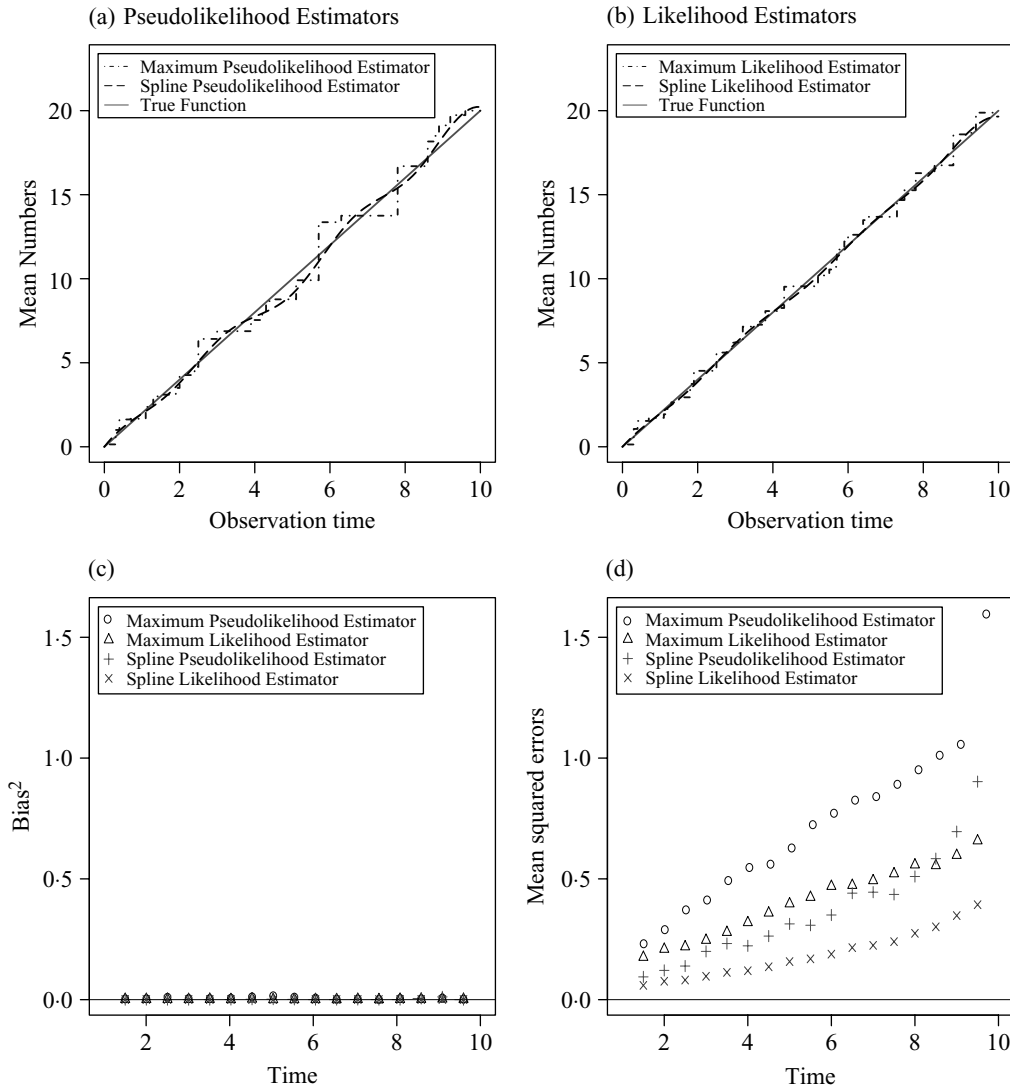 (a) Pseudolikelihood Estimators
Maximum Pseudolikelihood Estimator
Spline Pseudolikelihood Estimator
True Function
Mean Numbers
20
15
10
5
0
0 2 4 6 8 10
Observation time
(b) Likelihood Estimators
Maximum Likelihood Estimator
Spline Likelihood Estimator
True Function
Mean Numbers
20
15
10
5
0
0 2 4 6 8 10
Observation time
(c)
Maximum Pseudolikelihood Estimator
Maximum Likelihood Estimator
Spline Pseudolikelihood Estimator
Spline Likelihood Estimator
Bias²
1·5
1·0
0·5
0·0
2 4 6 8 10
Time
(d)
Maximum Pseudolikelihood Estimator
Maximum Likelihood Estimator
Spline Pseudolikelihood Estimator
Spline Likelihood Estimator
Mean squared errors
1·5
1·0
0·5
0·0
2 4 6 8 10
Time